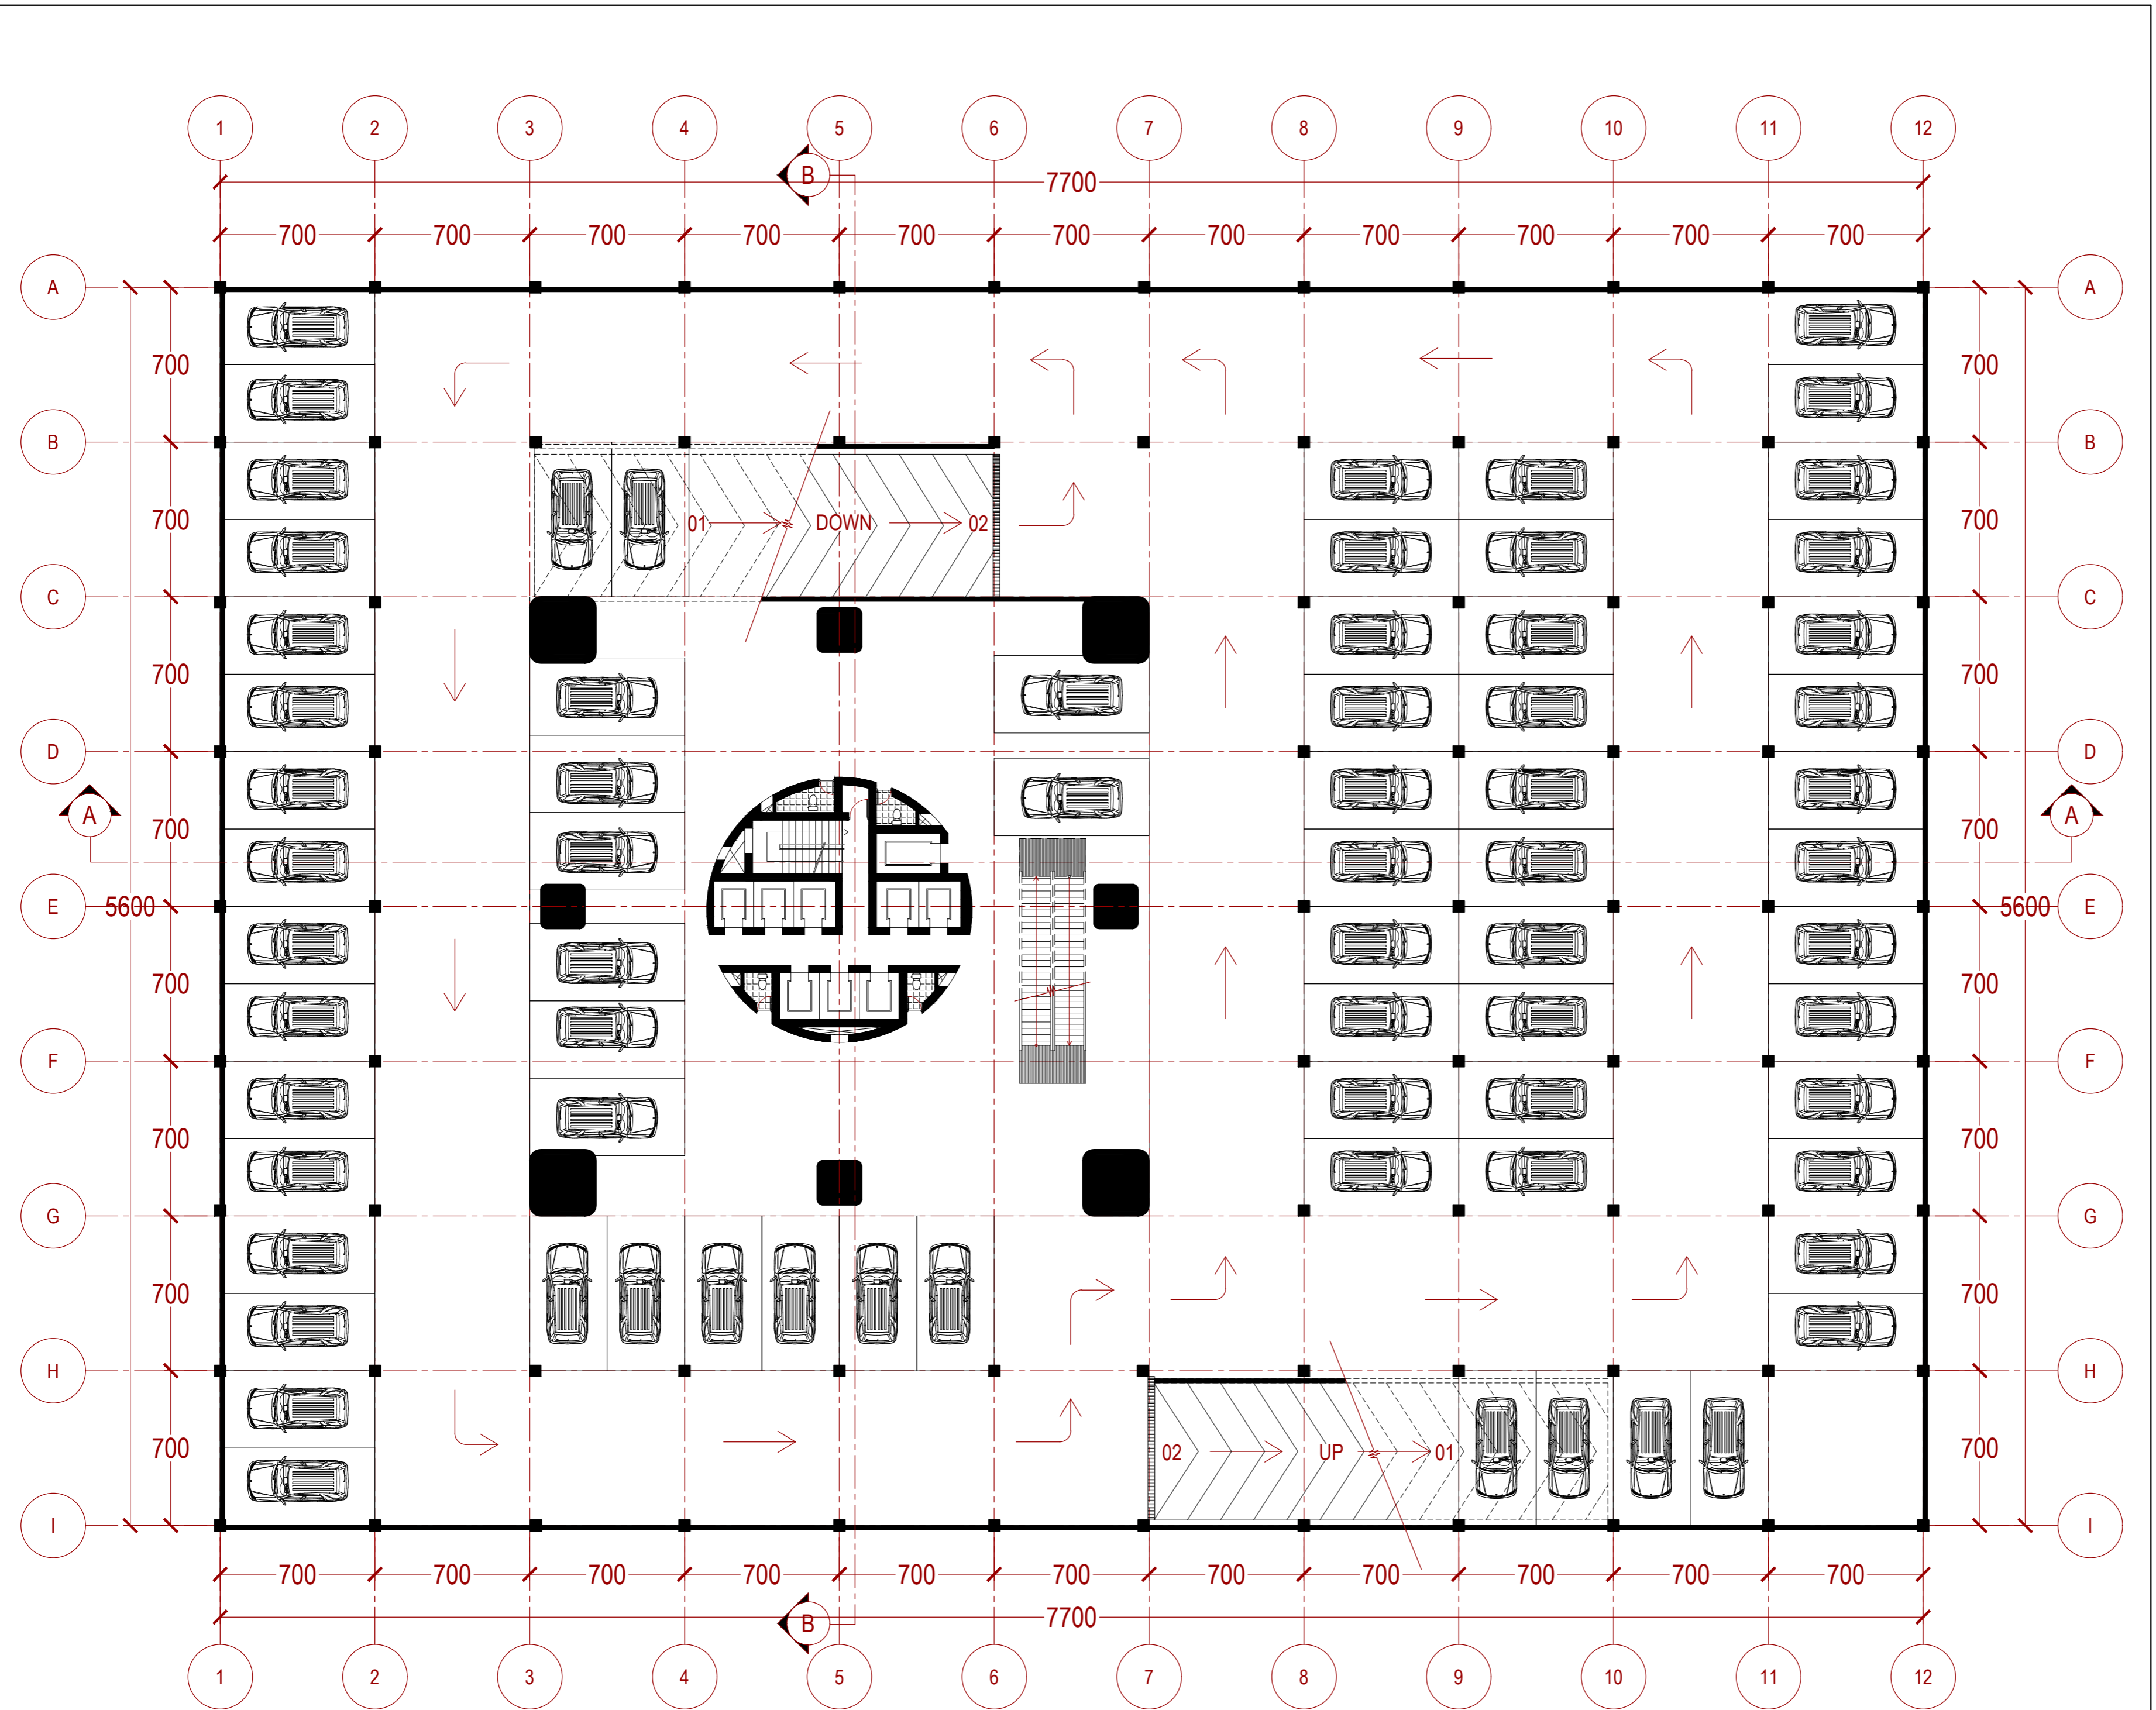 1 2 3 4 5 6 7 8 9 10 11 12
B
7700
700 700 700 700 700 700 700 700 700 700 700
A A
700 700
B B
700 01 DOWN 02 700
C C
700 700
D D
A A
700 700
E 5600 5600 E
700 700
F F
700 700
G G
700 700
H H
700 02 UP 01 700
I I
700 700 700 700 700 700 700 700 700 700 700
B 7700
1 2 3 4 5 6 7 8 9 10 11 12